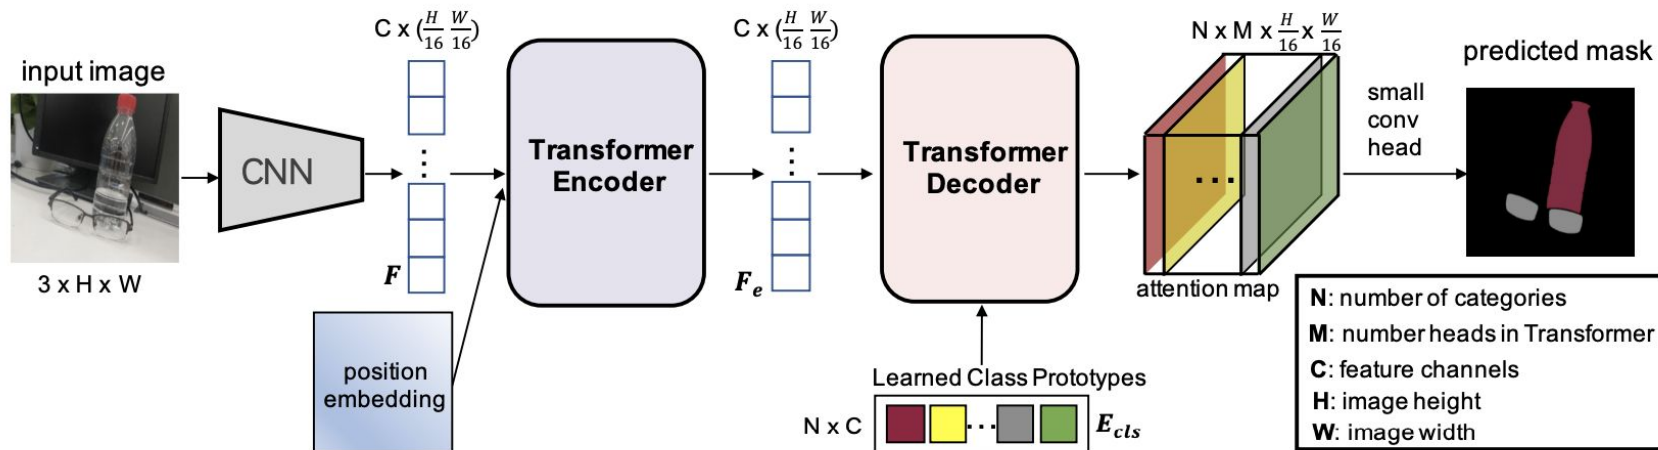 input image
3 x H x W
CNN
C x (H/16 W/16)
F
position
embedding
Transformer
Encoder
C x (H/16 W/16)
Fₑ
Transformer
Decoder
Learned Class Prototypes
N x C
...
E_cls
N x M x H/16 x W/16
...
attention map
small
conv
head
predicted mask
N: number of categories
M: number heads in Transformer
C: feature channels
H: image height
W: image width